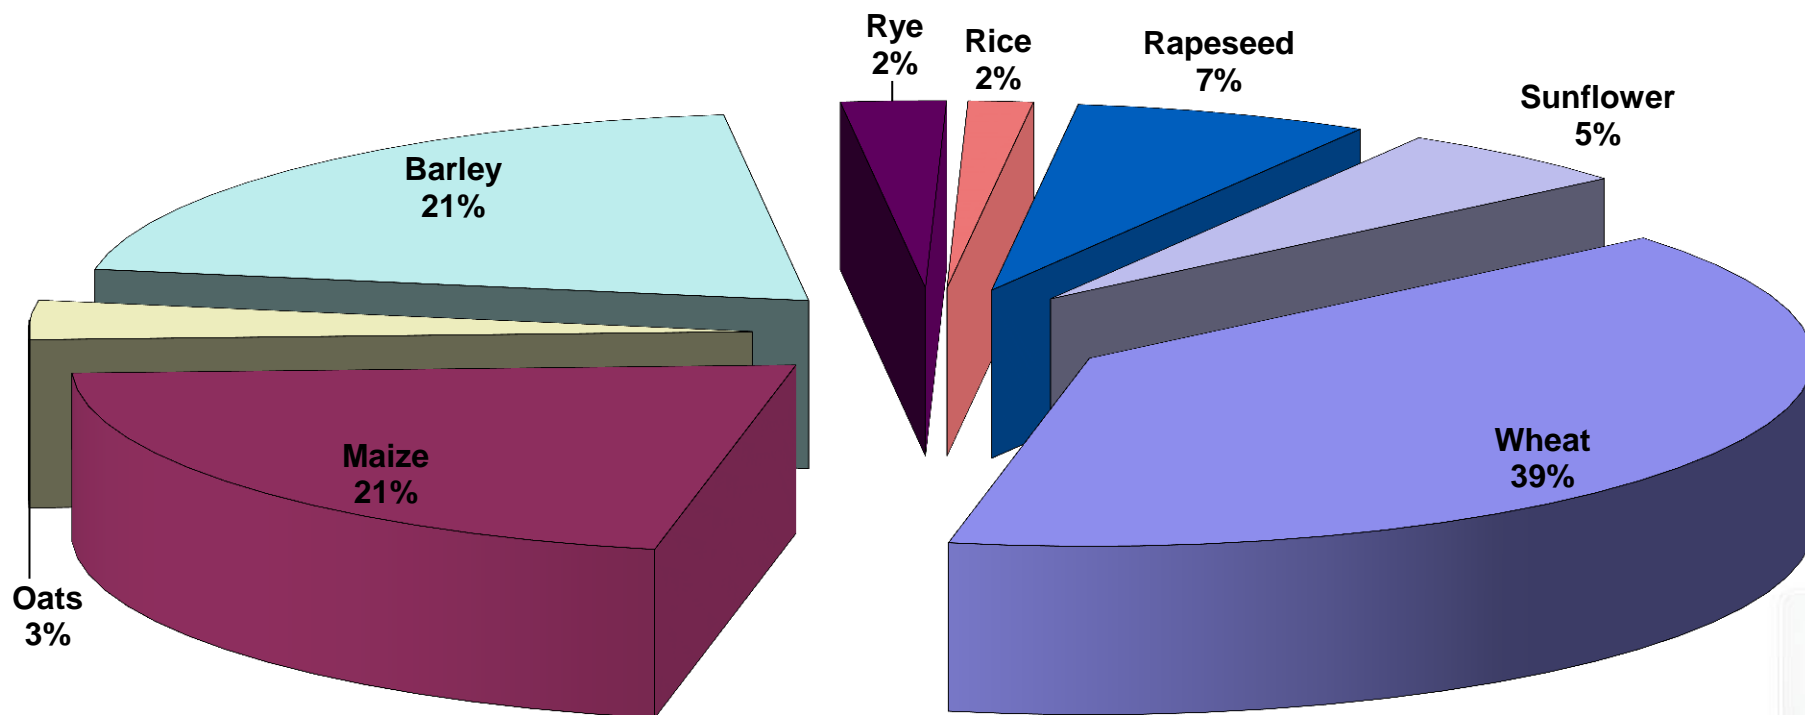 Rye
2%
Rice
2%
Rapeseed
7%
Sunflower
5%
Barley
21%
Wheat
39%
Maize
21%
Oats
3%